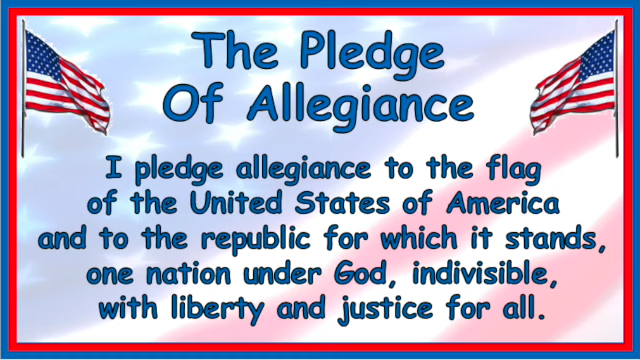 The Pledge
Of Allegiance
I pledge allegiance to the flag
of the United States of America
and to the republic for which it stands,
one nation under God, indivisible,
with liberty and justice for all.